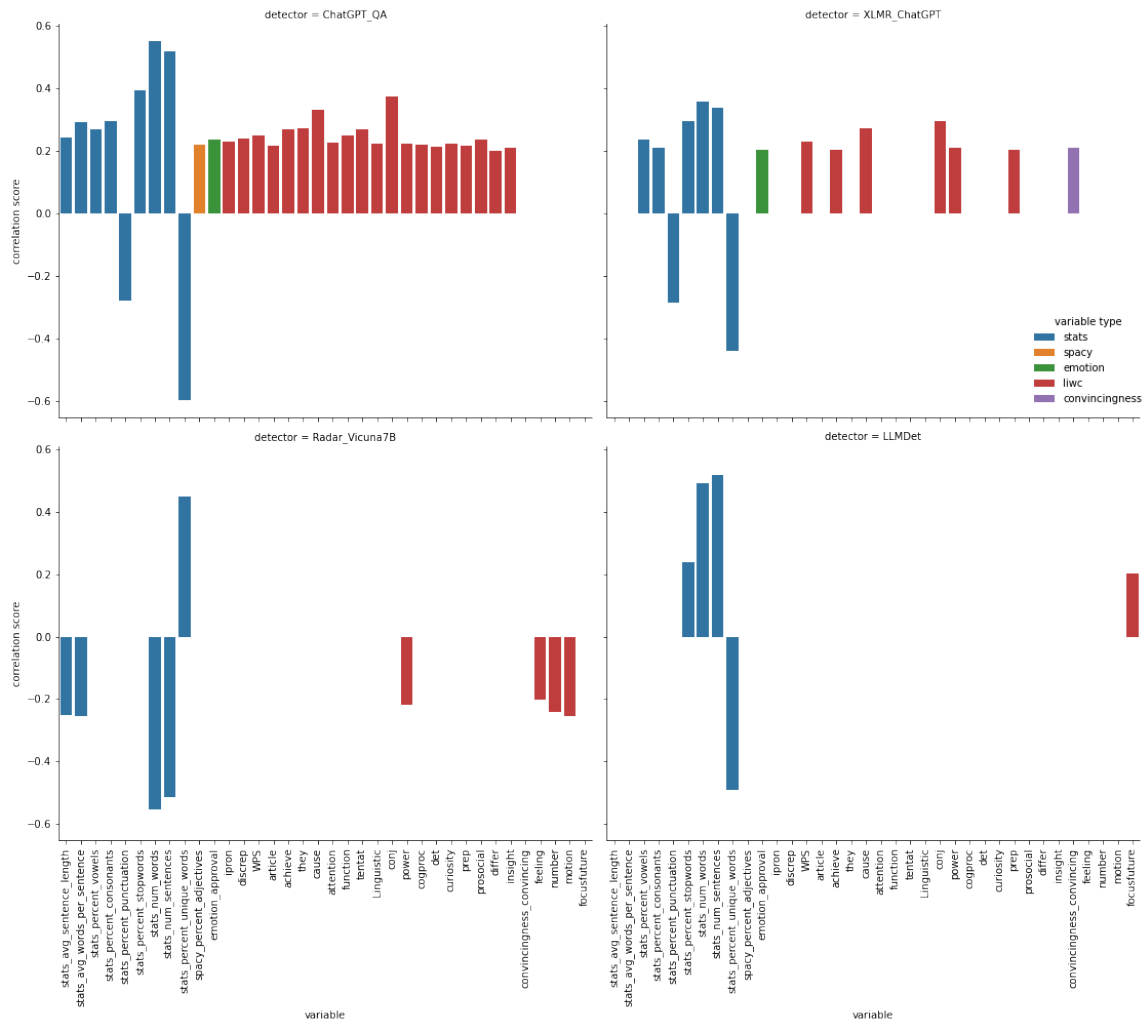 detector = ChatGPT_QA
detector = XLMR_ChatGPT
0.6
0.4
0.2
0.0
−0.2
−0.4
−0.6
correlation score
variable type
stats
spacy
emotion
liwc
convincingness
detector = Radar_Vicuna7B
detector = LLMDet
0.6
0.4
0.2
0.0
−0.2
−0.4
−0.6
correlation score
stats_avg_sentence_length
stats_avg_words_per_sentence
stats_percent_vowels
stats_percent_consonants
stats_percent_punctuation
stats_percent_stopwords
stats_num_words
stats_num_sentences
stats_percent_unique_words
spacy_percent_adjectives
emotion_approval
ipron
discrep
WPS
article
achieve
they
cause
attention
function
tentat
Linguistic
conj
power
cogproc
det
curiosity
prep
prosocial
differ
insight
convincingness_convincing
feeling
number
motion
focusfuture
variable
stats_avg_sentence_length
stats_avg_words_per_sentence
stats_percent_vowels
stats_percent_consonants
stats_percent_punctuation
stats_percent_stopwords
stats_num_words
stats_num_sentences
stats_percent_unique_words
spacy_percent_adjectives
emotion_approval
ipron
discrep
WPS
article
achieve
they
cause
attention
function
tentat
Linguistic
conj
power
cogproc
det
curiosity
prep
prosocial
differ
insight
convincingness_convincing
feeling
number
motion
focusfuture
variable